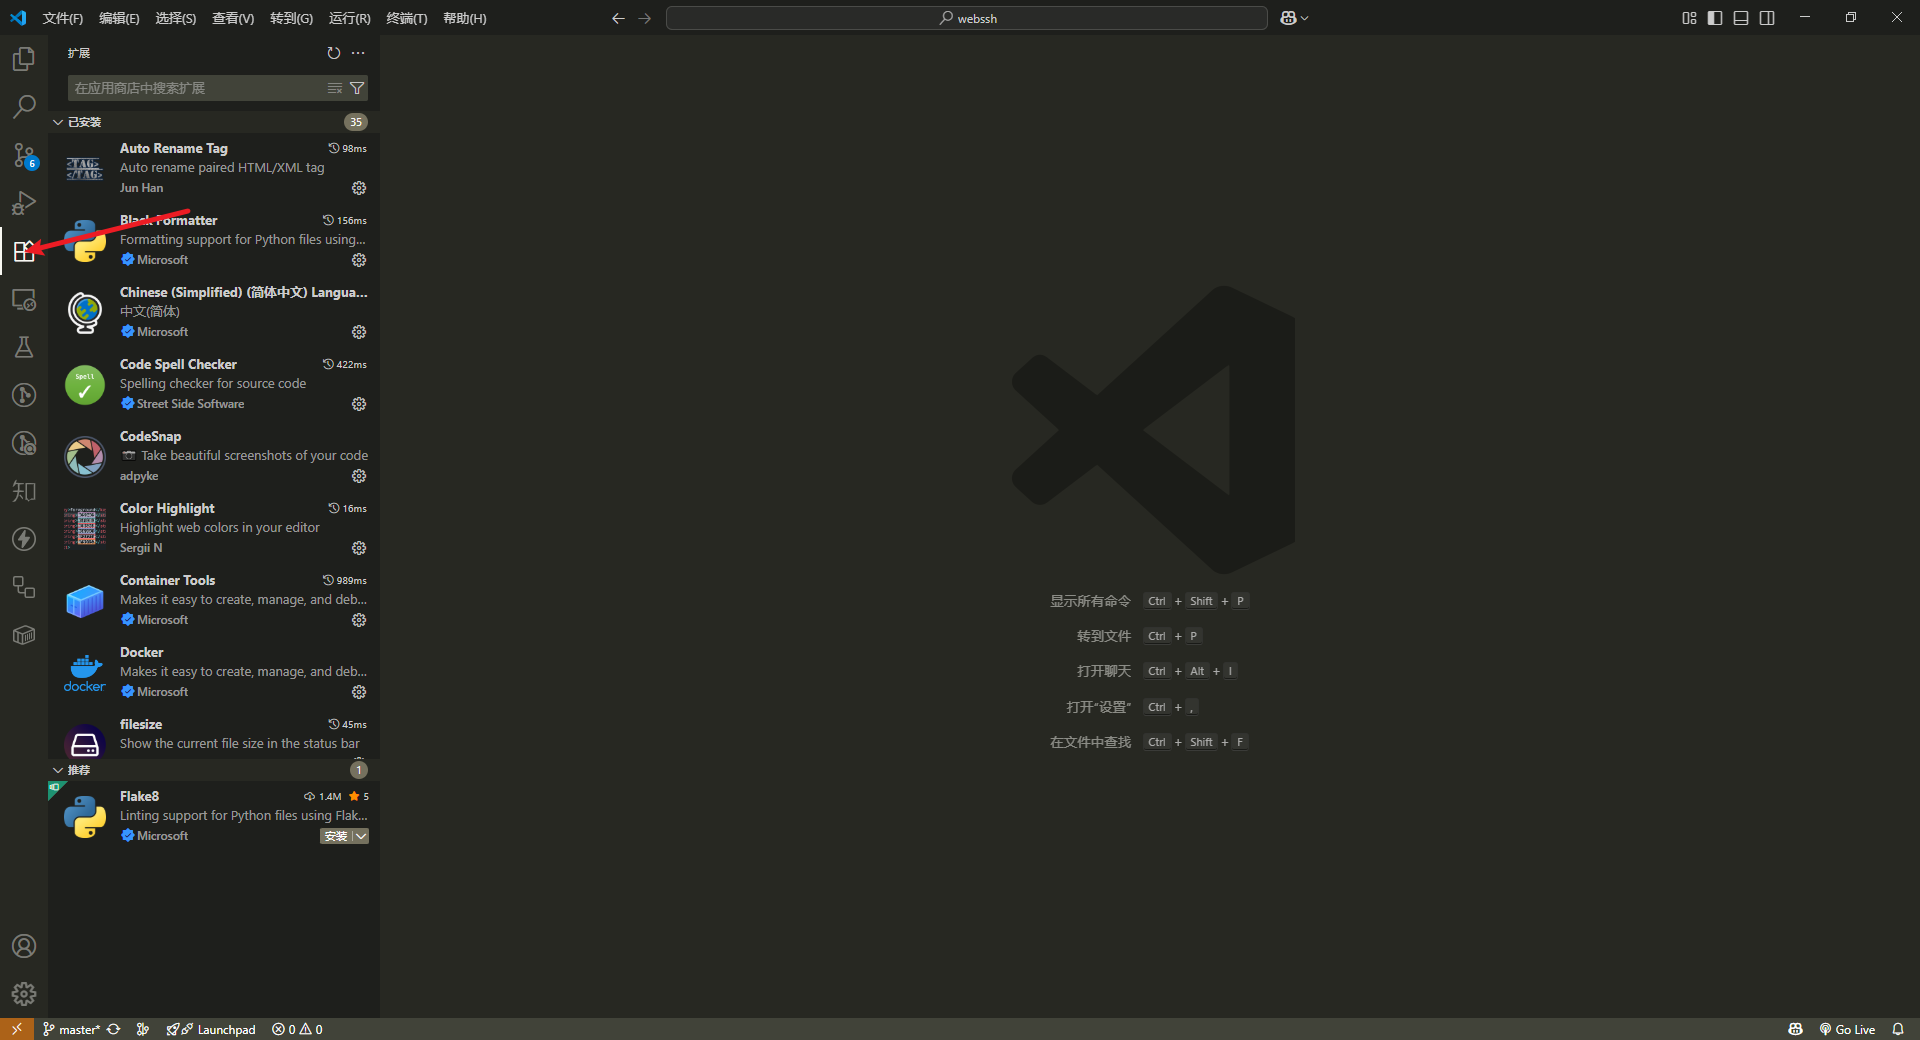 文件(F) 编辑(E) 选择(S) 查看(V) 转到(G) 运行(R) 终端(T) 帮助(H) webssh
扩展
在应用商店中搜索扩展
已安装 35
Auto Rename Tag 98ms
Auto rename paired HTML/XML tag
Jun Han
Black Formatter 156ms
Formatting support for Python files using...
Microsoft
Chinese (Simplified) (简体中文) Langua...
中文(简体)
Microsoft
Code Spell Checker 422ms
Spelling checker for source code
Street Side Software
CodeSnap
Take beautiful screenshots of your code
adpyke
Color Highlight 16ms
Highlight web colors in your editor
Sergii N
Container Tools 989ms
Makes it easy to create, manage, and deb...
Microsoft
Docker
Makes it easy to create, manage, and deb...
Microsoft
filesize 45ms
Show the current file size in the status bar
推荐 1
Flake8 1.4M 5
Linting support for Python files using Flak...
Microsoft 安装
6
知
<TAG>
</TAG>
Spell
docker
显示所有命令 Ctrl + Shift + P
转到文件 Ctrl + P
打开聊天 Ctrl + Alt + I
打开“设置” Ctrl + ,
在文件中查找 Ctrl + Shift + F
master* Launchpad 0 0 Go Live